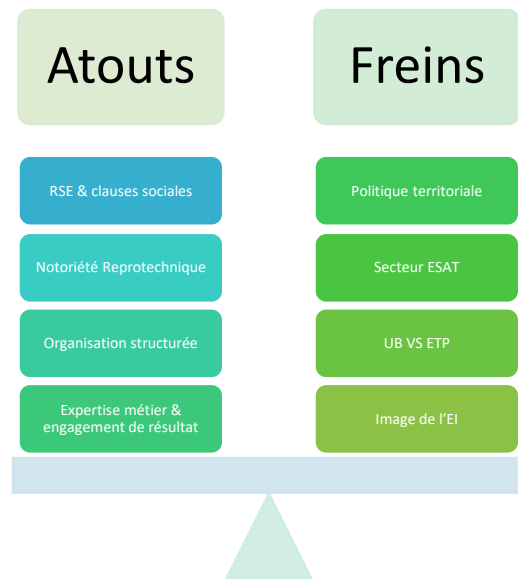 Atouts
Freins
RSE & clauses sociales
Politique territoriale
Notoriété Reprotechnique
Secteur ESAT
Organisation structurée
UB VS ETP
Expertise métier &
engagement de résultat
Image de l’EI